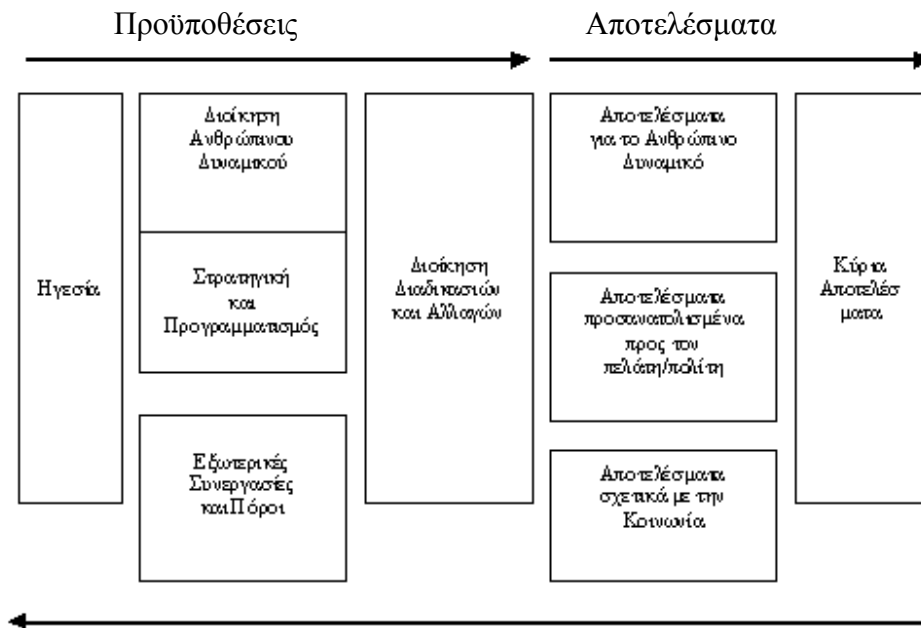 Προϋποθέσεις
Αποτελέσματα
Ηγεσία
Διοίκηση
Ανθρώπινου
Δυναμικού
Στρατηγική
και
Προγραμματισμός
Εξωτερικές
Συνεργασίες
και Πόροι
Διοίκηση
Διαδικασιών
και Αλλαγών
Αποτελέσματα
για το Ανθρώπινο
Δυναμικό
Αποτελέσματα
προσανατολισμένα
προς τον
πελάτη/πολίτη
Αποτελέσματα
σχετικά με την
Κοινωνία
Κύρια
Αποτελέσ
ματα